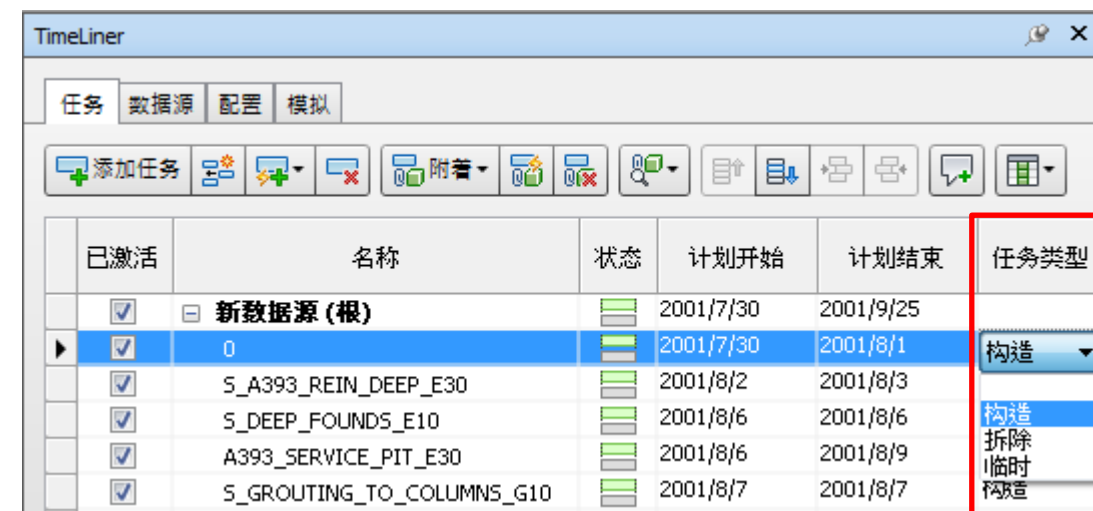 TimeLiner
任务 数据源 配置 模拟
添加任务 附着
已激活 名称 状态 计划开始 计划结束 任务类型
新数据源 (根) 2001/7/30 2001/9/25
0 2001/7/30 2001/8/1 构造
S_A393_REIN_DEEP_E30 2001/8/2 2001/8/3
S_DEEP_FOUNDS_E10 2001/8/6 2001/8/6 构造
A393_SERVICE_PIT_E30 2001/8/6 2001/8/9 拆除
临时
S_GROUTING_TO_COLUMNS_G10 2001/8/7 2001/8/7 构造